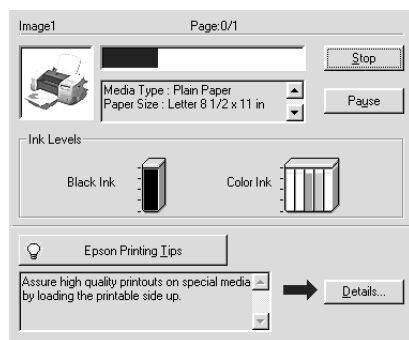 Image1 Page:0/1
Stop
Media Type : Plain Paper
Paper Size : Letter 8 1/2 x 11 in
Pause
Ink Levels
Black Ink Color Ink
Epson Printing Tips
Assure high quality printouts on special media
by loading the printable side up.
Details...